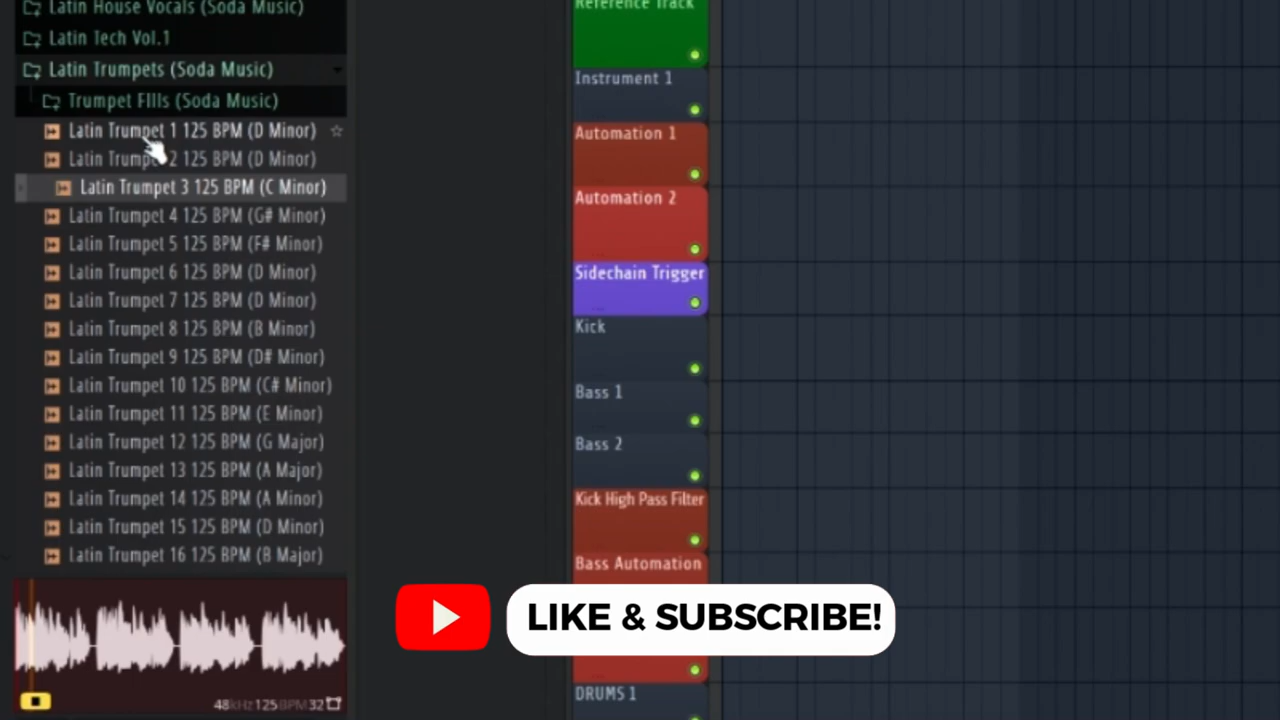 Latin House Vocals (Soda Music)
Latin Tech Vol.1
Latin Trumpets (Soda Music)
Trumpet FIlls (Soda Music)
Latin Trumpet 1 125 BPM (D Minor)
Latin Trumpet 2 125 BPM (D Minor)
Latin Trumpet 3 125 BPM (C Minor)
Latin Trumpet 4 125 BPM (G# Minor)
Latin Trumpet 5 125 BPM (F# Minor)
Latin Trumpet 6 125 BPM (D Minor)
Latin Trumpet 7 125 BPM (D Minor)
Latin Trumpet 8 125 BPM (B Minor)
Latin Trumpet 9 125 BPM (D# Minor)
Latin Trumpet 10 125 BPM (C# Minor)
Latin Trumpet 11 125 BPM (E Minor)
Latin Trumpet 12 125 BPM (G Major)
Latin Trumpet 13 125 BPM (A Major)
Latin Trumpet 14 125 BPM (A Minor)
Latin Trumpet 15 125 BPM (D Minor)
Latin Trumpet 16 125 BPM (B Major)
48kHz 125BPM 32
Reference Track
Instrument 1
Automation 1
Automation 2
Sidechain Trigger
Kick
Bass 1
Bass 2
Kick High Pass Filter
Bass Automation
LIKE & SUBSCRIBE!
DRUMS 1